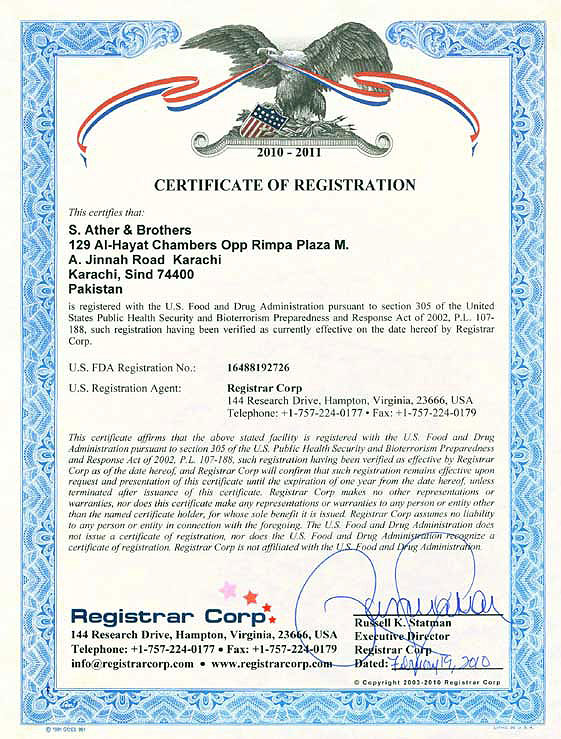 2010 - 2011
CERTIFICATE OF REGISTRATION
This certifies that:
S. Ather & Brothers
129 Al-Hayat Chambers Opp Rimpa Plaza M.
A. Jinnah Road Karachi
Karachi, Sind 74400
Pakistan
is registered with the U.S. Food and Drug Administration pursuant to section 305 of the United
States Public Health Security and Bioterrorism Preparedness and Response Act of 2002, P.L. 107-
188, such registration having been verified as currently effective on the date hereof by Registrar
Corp.
U.S. FDA Registration No.: 16488192726
U.S. Registration Agent: Registrar Corp
144 Research Drive, Hampton, Virginia, 23666, USA
Telephone: +1-757-224-0177 • Fax: +1-757-224-0179
This certificate affirms that the above stated facility is registered with the U.S. Food and Drug
Administration pursuant to section 305 of the U.S. Public Health Security and Bioterrorism Preparedness
and Response Act of 2002, P.L. 107-188, such registration having been verified as effective by Registrar
Corp as of the date hereof, and Registrar Corp will confirm that such registration remains effective upon
request and presentation of this certificate until the expiration of one year from the date hereof, unless
terminated after issuance of this certificate. Registrar Corp makes no other representations or
warranties, nor does this certificate make any representations or warranties to any person or entity other
than the named certificate holder, for whose sole benefit it is issued. Registrar Corp assumes no liability
to any person or entity in connection with the foregoing. The U.S. Food and Drug Administration does
not issue a certificate of registration, nor does the U.S. Food and Drug Administration recognize a
certificate of registration. Registrar Corp is not affiliated with the U.S. Food and Drug Administration.
Registrar Corp
144 Research Drive, Hampton, Virginia, 23666, USA
Telephone: +1-757-224-0177 • Fax: +1-757-224-0179
info@registrarcorp.com • www.registrarcorp.com
Russell K. Statman
Executive Director
Registrar Corp
Dated: February 19, 2010
© Copyright 2003-2010 Registrar Corp